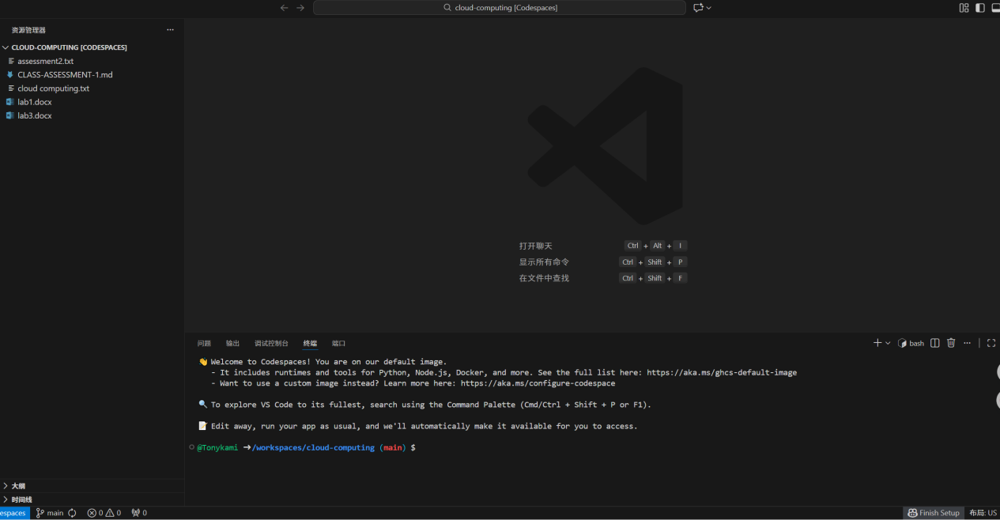 cloud-computing [Codespaces]
资源管理器
CLOUD-COMPUTING [CODESPACES]
assessment2.txt
CLASS-ASSESSMENT-1.md
cloud computing.txt
lab1.docx
lab3.docx
打开聊天 Ctrl + Alt + I
显示所有命令 Ctrl + Shift + P
在文件中查找 Ctrl + Shift + F
问题 输出 调试控制台 终端 端口 bash
👋 Welcome to Codespaces! You are on our default image.
- It includes runtimes and tools for Python, Node.js, Docker, and more. See the full list here: https://aka.ms/ghcs-default-image
- Want to use a custom image instead? Learn more here: https://aka.ms/configure-codespace
🔍 To explore VS Code to its fullest, search using the Command Palette (Cmd/Ctrl + Shift + P or F1).
📝 Edit away, run your app as usual, and we'll automatically make it available for you to access.
@Tonykami ➜/workspaces/cloud-computing (main) $
大纲
时间线
espaces main 0 0 0 Finish Setup 布局: US